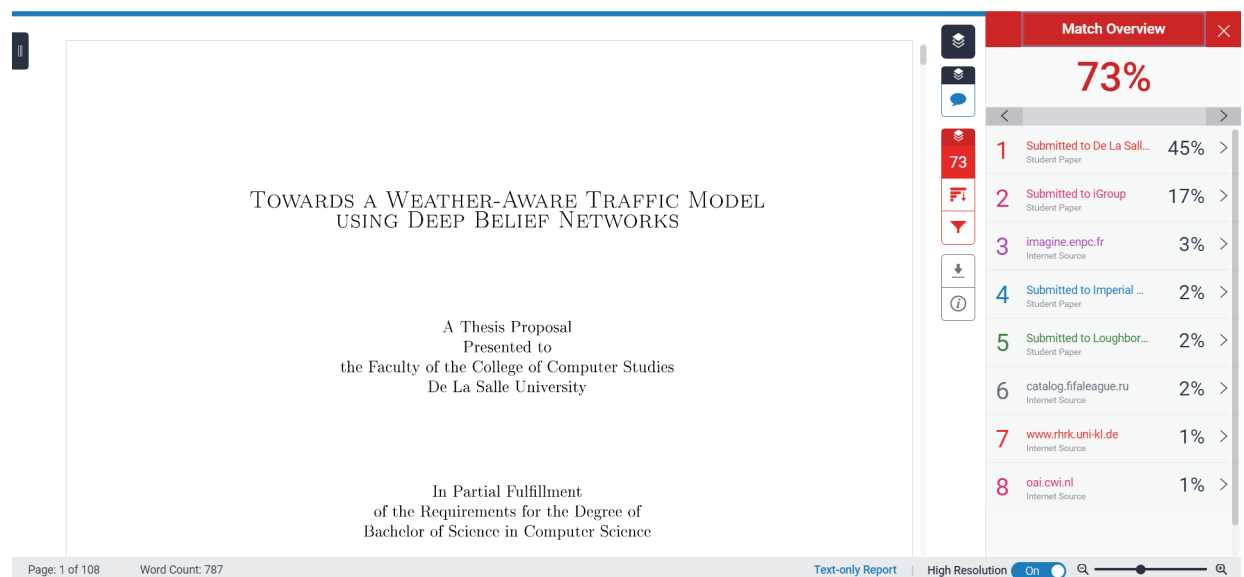 Match Overview
73%
TOWARDS A WEATHER-AWARE TRAFFIC MODEL
USING DEEP BELIEF NETWORKS
A Thesis Proposal
Presented to
the Faculty of the College of Computer Studies
De La Salle University
In Partial Fulfillment
of the Requirements for the Degree of
Bachelor of Science in Computer Science
73
1 Submitted to De La Sall... 45%
Student Paper
2 Submitted to iGroup 17%
Student Paper
3 imagine.enpc.fr 3%
Internet Source
4 Submitted to Imperial ... 2%
Student Paper
5 Submitted to Loughbor... 2%
Student Paper
6 catalog.fifaleague.ru 2%
Internet Source
7 www.rhrk.uni-kl.de 1%
Internet Source
8 oai.cwi.nl 1%
Internet Source
Page: 1 of 108 Word Count: 787 Text-only Report High Resolution On